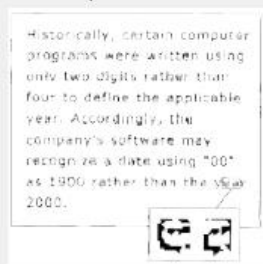 Historically, certain computer
programs were written using
only two digits rather than
four to define the applicable
year. Accordingly, the
company's software may
recognize a date using "00"
as 1900 rather than the year
2000.